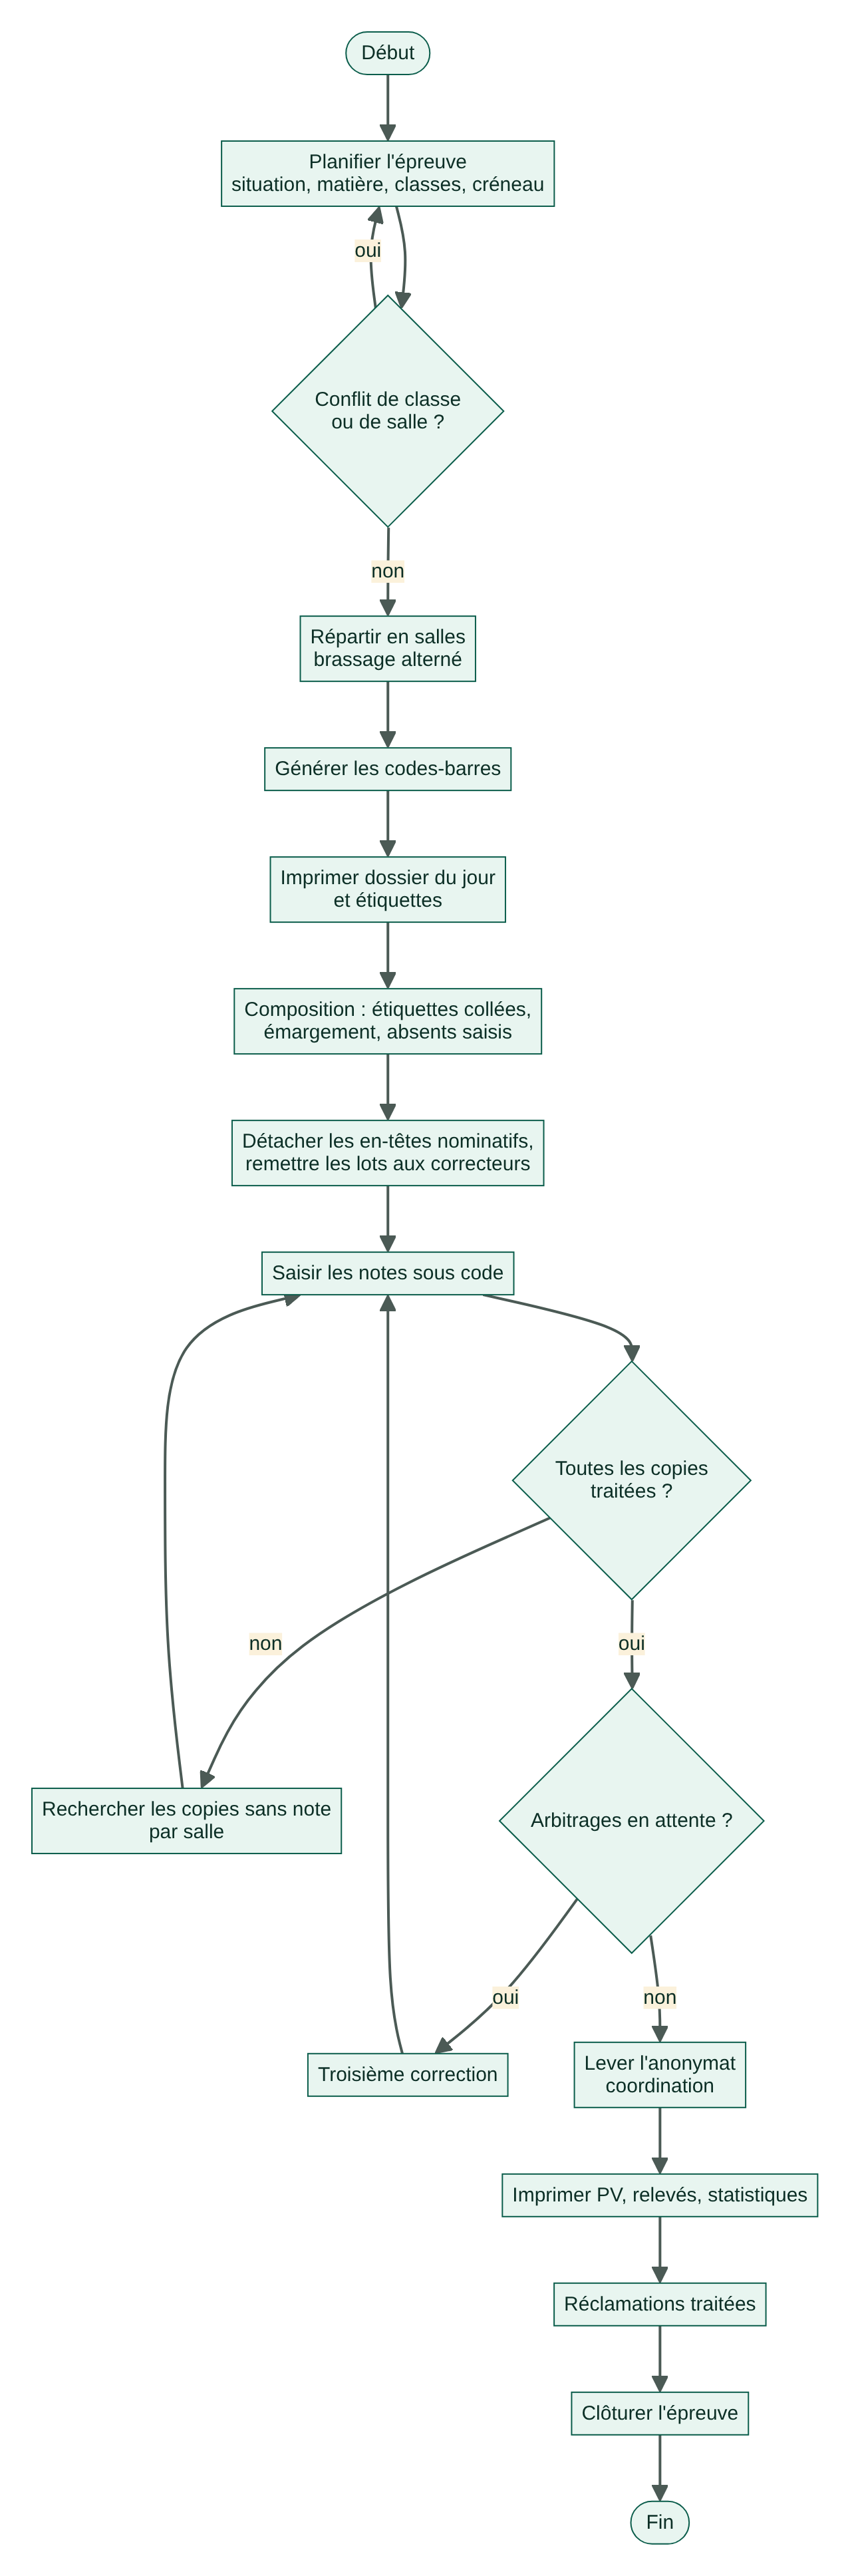 Début
Planifier l'épreuve
situation, matière, classes, créneau
oui
Conflit de classe
ou de salle ?
non
Répartir en salles
brassage alterné
Générer les codes-barres
Imprimer dossier du jour
et étiquettes
Composition : étiquettes collées,
émargement, absents saisis
Détacher les en-têtes nominatifs,
remettre les lots aux correcteurs
Saisir les notes sous code
Toutes les copies
traitées ?
non
oui
Rechercher les copies sans note
par salle
Arbitrages en attente ?
oui
non
Troisième correction
Lever l'anonymat
coordination
Imprimer PV, relevés, statistiques
Réclamations traitées
Clôturer l'épreuve
Fin